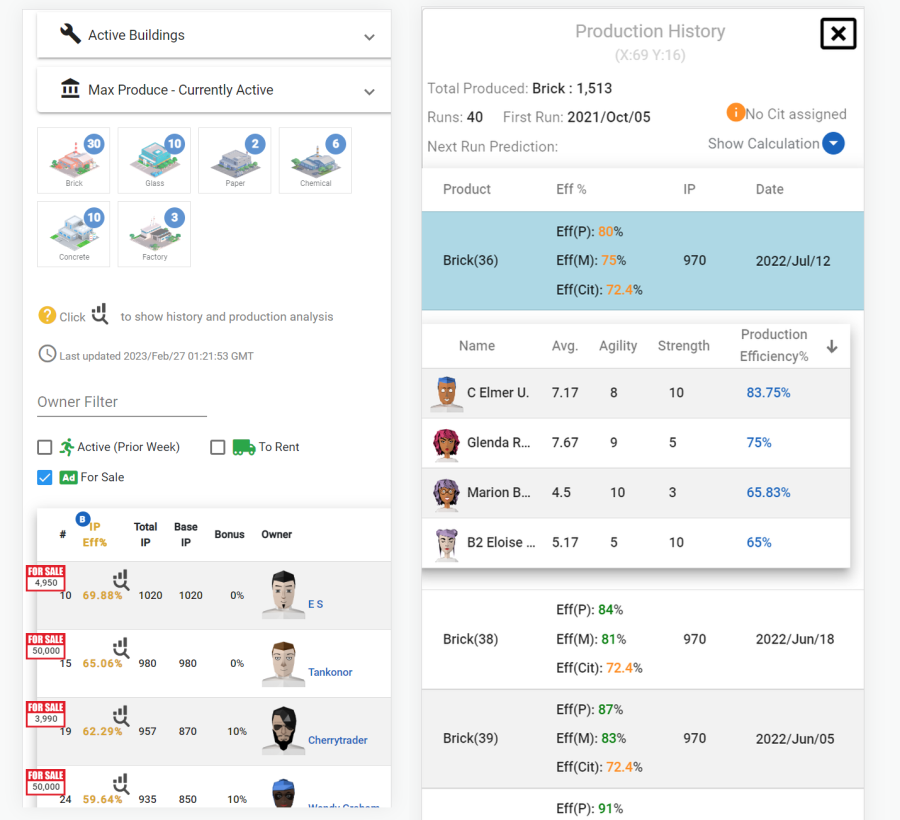 Active Buildings
Max Produce - Currently Active
30
10
2
6
Brick
Glass
Paper
Chemical
10
3
Concrete
Factory
? Click to show history and production analysis
Last updated 2023/Feb/27 01:21:53 GMT
Owner Filter
Active (Prior Week)
To Rent
Ad For Sale
B
# IP Eff% Total IP Base IP Bonus Owner
FOR SALE
4,950
10 69.88% 1020 1020 0% E S
FOR SALE
50,000
15 65.06% 980 980 0% Tankonor
FOR SALE
3,990
19 62.29% 957 870 10% Cherrytrader
FOR SALE
50,000
24 59.64% 935 850 10% Wendy Graham
Production History
(X:69 Y:16)
Total Produced: Brick : 1,513
Runs: 40 First Run: 2021/Oct/05
i No Cit assigned
Next Run Prediction:
Show Calculation
Product Eff % IP Date
Eff(P): 80%
Brick(36) Eff(M): 75% 970 2022/Jul/12
Eff(Cit): 72.4%
Name Avg. Agility Strength Production Efficiency%
C Elmer U. 7.17 8 10 83.75%
Glenda R... 7.67 9 5 75%
Marion B... 4.5 10 3 65.83%
B2 Eloise ... 5.17 5 10 65%
Eff(P): 84%
Brick(38) Eff(M): 81% 970 2022/Jun/18
Eff(Cit): 72.4%
Eff(P): 87%
Brick(39) Eff(M): 83% 970 2022/Jun/05
Eff(Cit): 72.4%
Eff(P): 91%